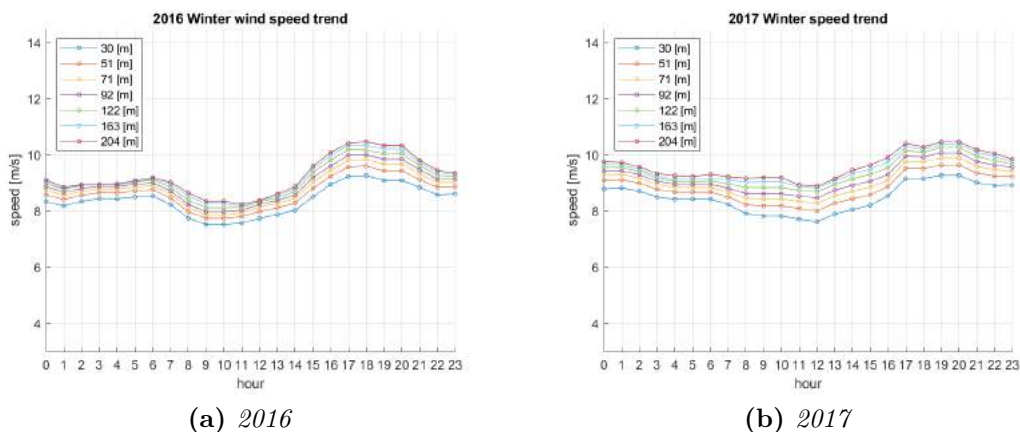 2016 Winter wind speed trend
14
12
10
8
6
4
speed [m/s]
30 [m]
51 [m]
71 [m]
92 [m]
122 [m]
163 [m]
204 [m]
0 1 2 3 4 5 6 7 8 9 10 11 12 13 14 15 16 17 18 19 20 21 22 23
hour
(a) 2016
2017 Winter speed trend
14
12
10
8
6
4
speed [m/s]
30 [m]
51 [m]
71 [m]
92 [m]
122 [m]
163 [m]
204 [m]
0 1 2 3 4 5 6 7 8 9 10 11 12 13 14 15 16 17 18 19 20 21 22 23
hour
(b) 2017